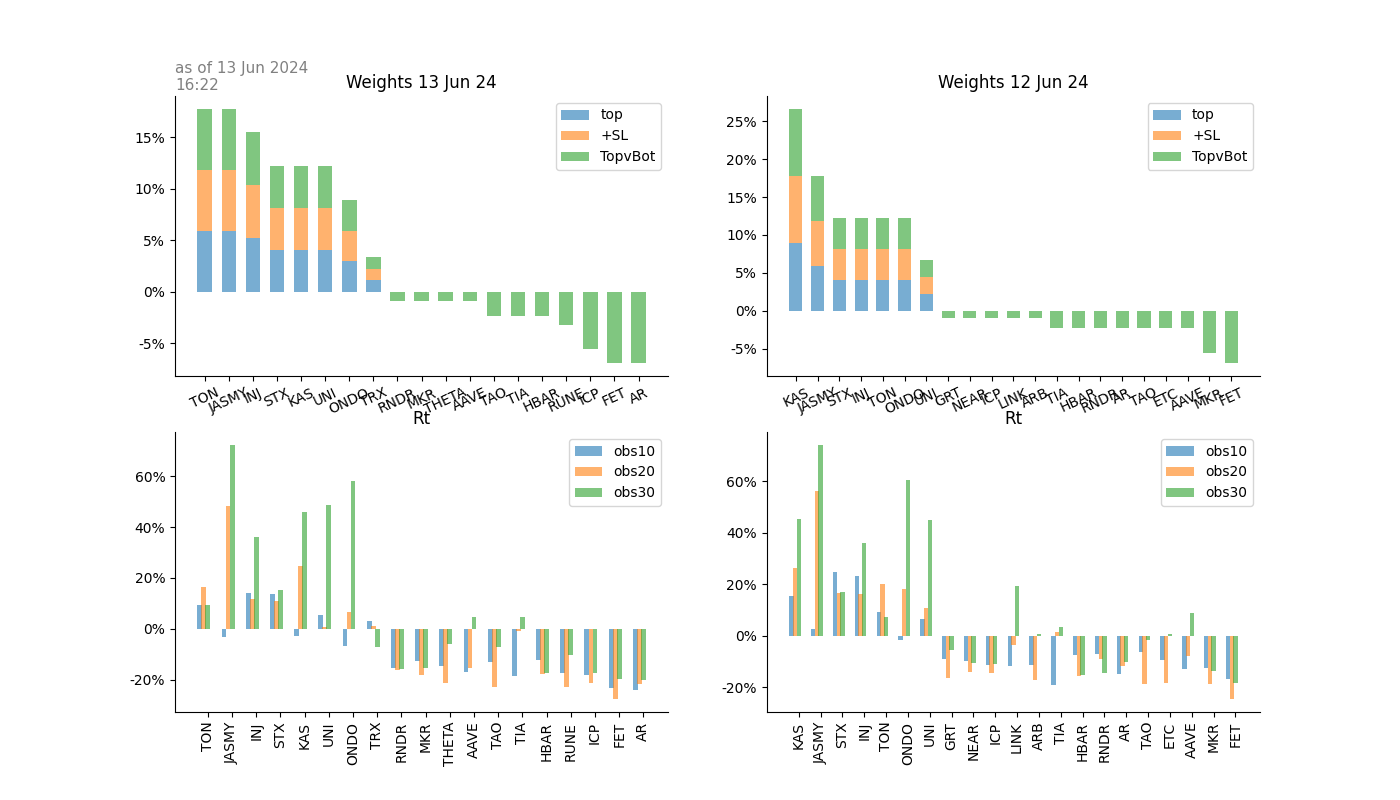 as of 13 Jun 2024
16:22
Weights 13 Jun 24
top
+SL
TopvBot
15%
10%
5%
0%
-5%
TON JASMY INJ STX KAS UNI ONDO TRX RNDR MKR THETA AAVE TAO TIA HBAR RUNE ICP FET AR
Weights 12 Jun 24
top
+SL
TopvBot
25%
20%
15%
10%
5%
0%
-5%
KAS JASMY STX INJ TON ONDO UNI GRT NEAR ICP LINK ARB TIA HBAR RNDR AR TAO ETC AAVE MKR FET
Rt
obs10
obs20
obs30
60%
40%
20%
0%
-20%
TON JASMY INJ STX KAS UNI ONDO TRX RNDR MKR THETA AAVE TAO TIA HBAR RUNE ICP FET AR
Rt
obs10
obs20
obs30
60%
40%
20%
0%
-20%
KAS JASMY STX INJ TON ONDO UNI GRT NEAR ICP LINK ARB TIA HBAR RNDR AR TAO ETC AAVE MKR FET